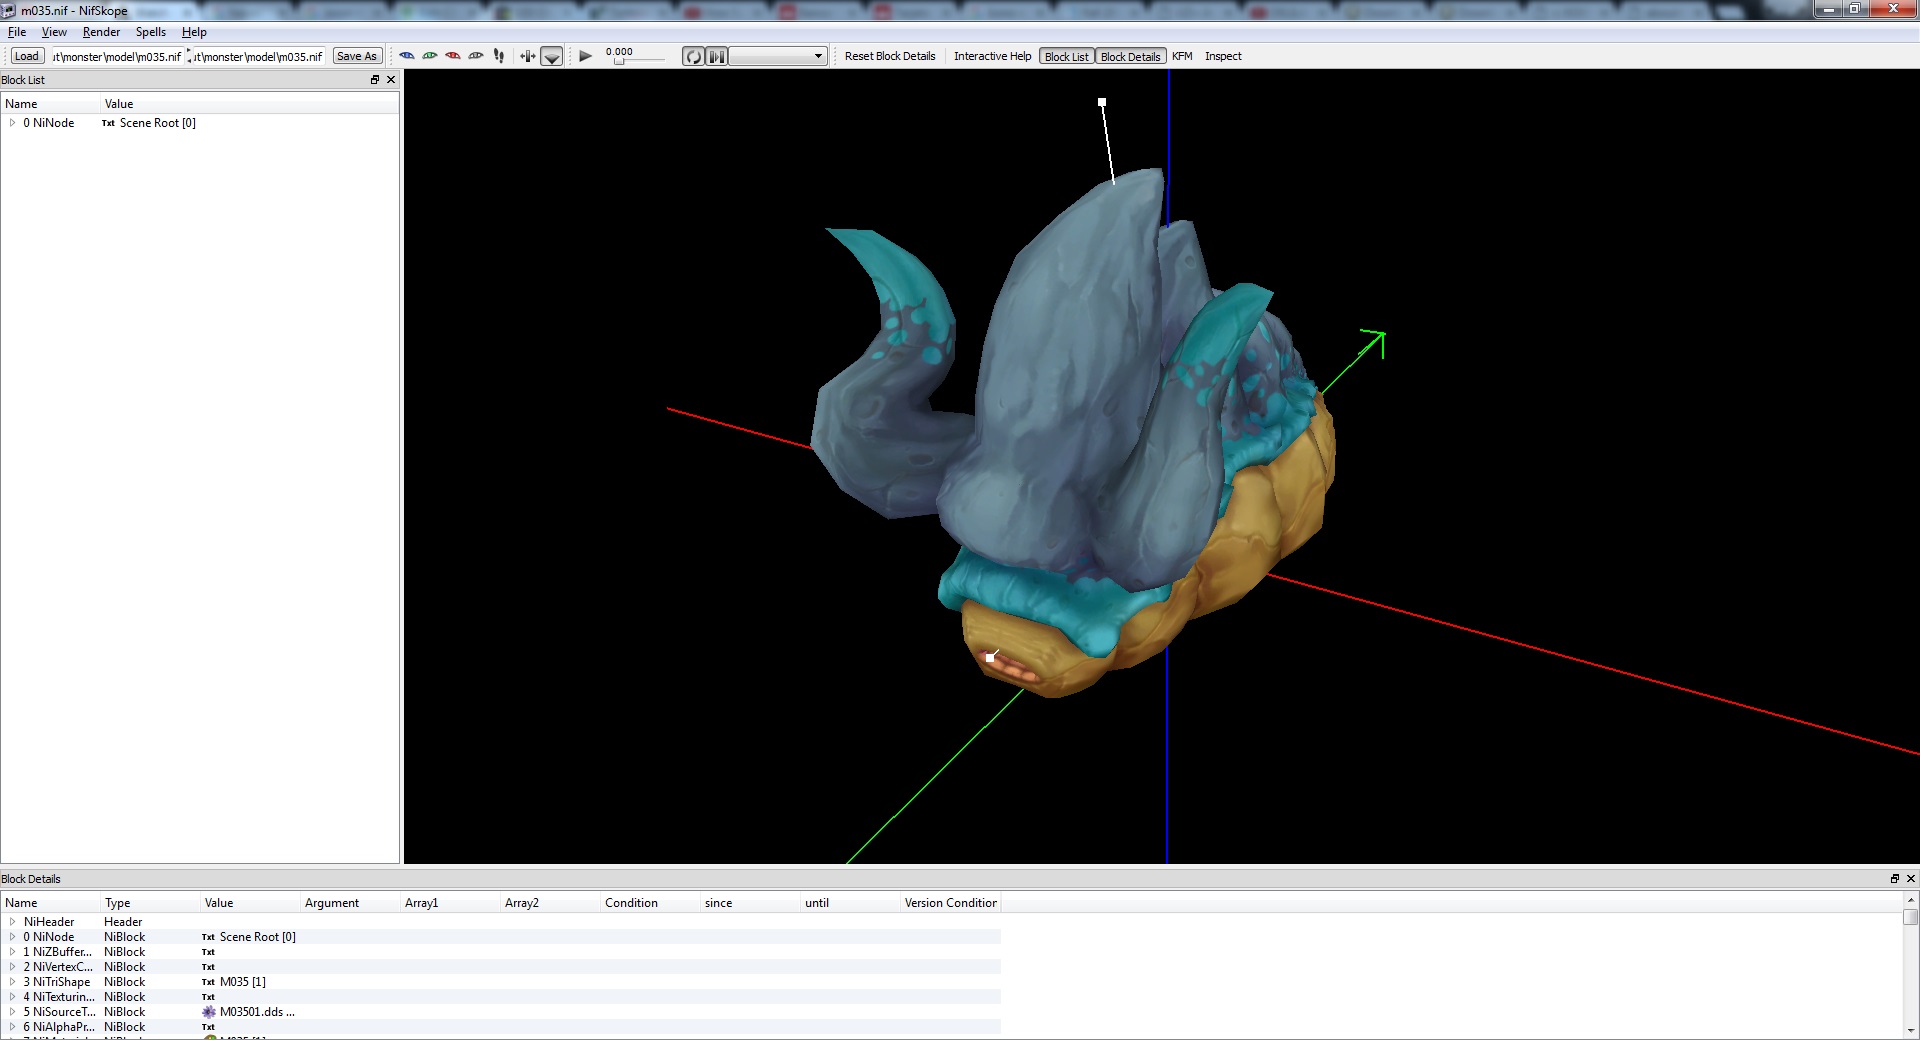 m035.nif - NifSkope
File View Render Spells Help
Load ut\monster\model\m035.nif ut\monster\model\m035.nif Save As 0.000 Reset Block Details Interactive Help Block List Block Details KFM Inspect
Block List
Name Value
0 NiNode Txt Scene Root [0]
Block Details
Name Type Value Argument Array1 Array2 Condition since until Version Condition
NiHeader Header
0 NiNode NiBlock Txt Scene Root [0]
1 NiZBuffer... NiBlock Txt
2 NiVertexC... NiBlock Txt
3 NiTriShape NiBlock Txt M035 [1]
4 NiTexturin... NiBlock Txt
5 NiSourceT... NiBlock M03501.dds ...
6 NiAlphaPr... NiBlock Txt